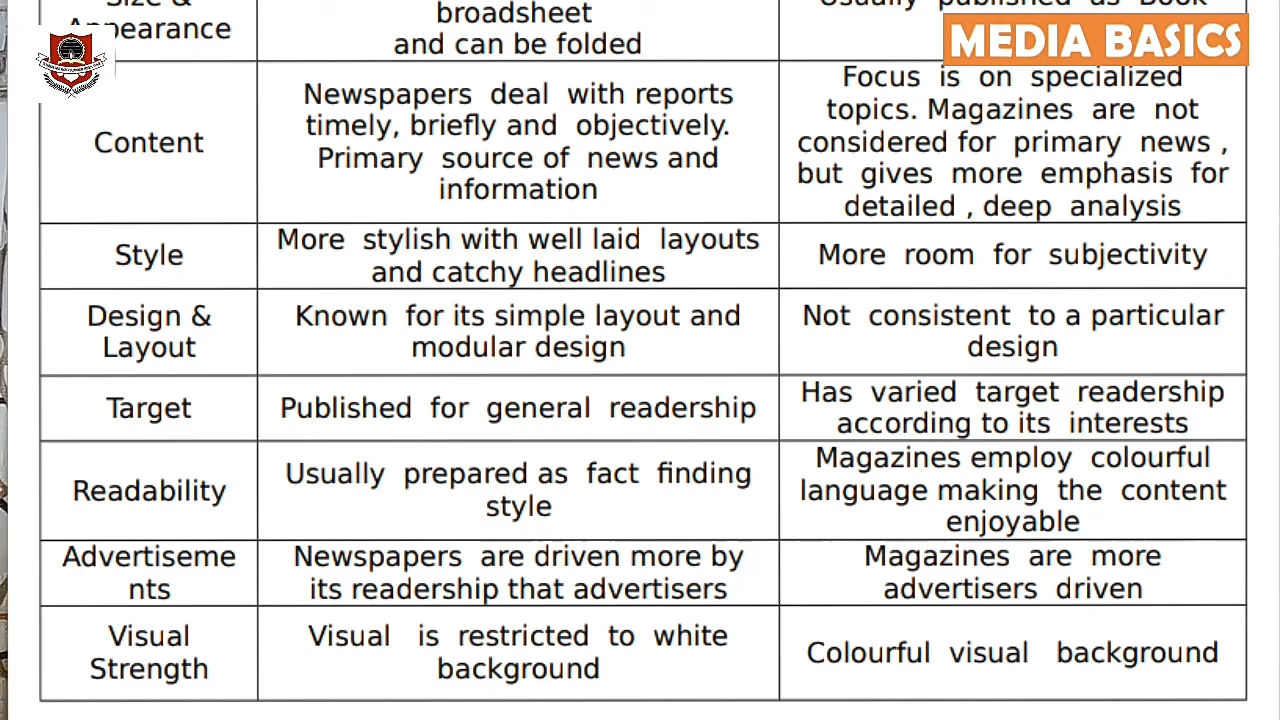 Size &
Appearance
broadsheet
and can be folded
Usually published as Book
MEDIA BASICS
Content
Newspapers deal with reports
timely, briefly and objectively.
Primary source of news and
information
Focus is on specialized
topics. Magazines are not
considered for primary news ,
but gives more emphasis for
detailed , deep analysis
Style
More stylish with well laid layouts
and catchy headlines
More room for subjectivity
Design &
Layout
Known for its simple layout and
modular design
Not consistent to a particular
design
Target
Published for general readership
Has varied target readership
according to its interests
Readability
Usually prepared as fact finding
style
Magazines employ colourful
language making the content
enjoyable
Advertiseme
nts
Newspapers are driven more by
its readership that advertisers
Magazines are more
advertisers driven
Visual
Strength
Visual is restricted to white
background
Colourful visual background